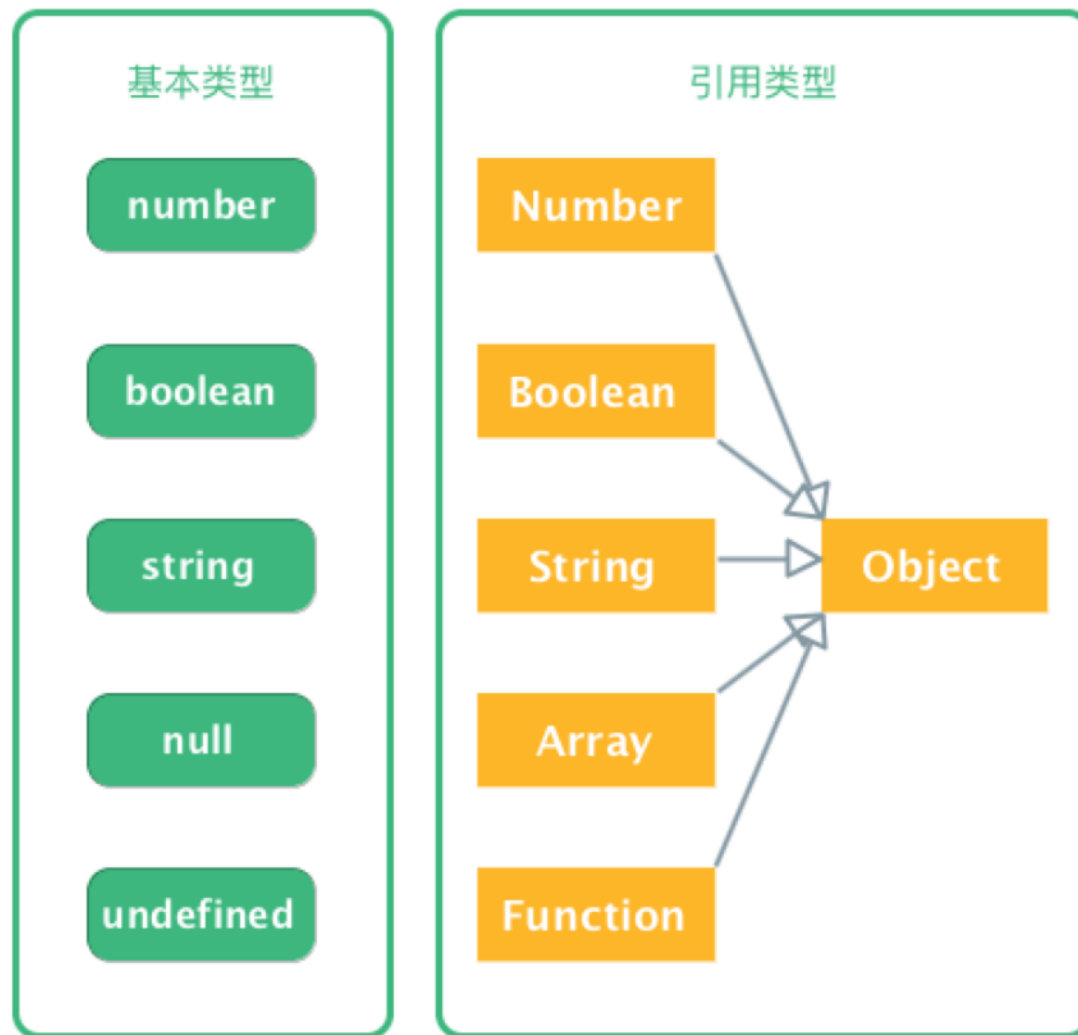 基本类型
number
boolean
string
null
undefined
引用类型
Number
Boolean
String
Array
Function
Object